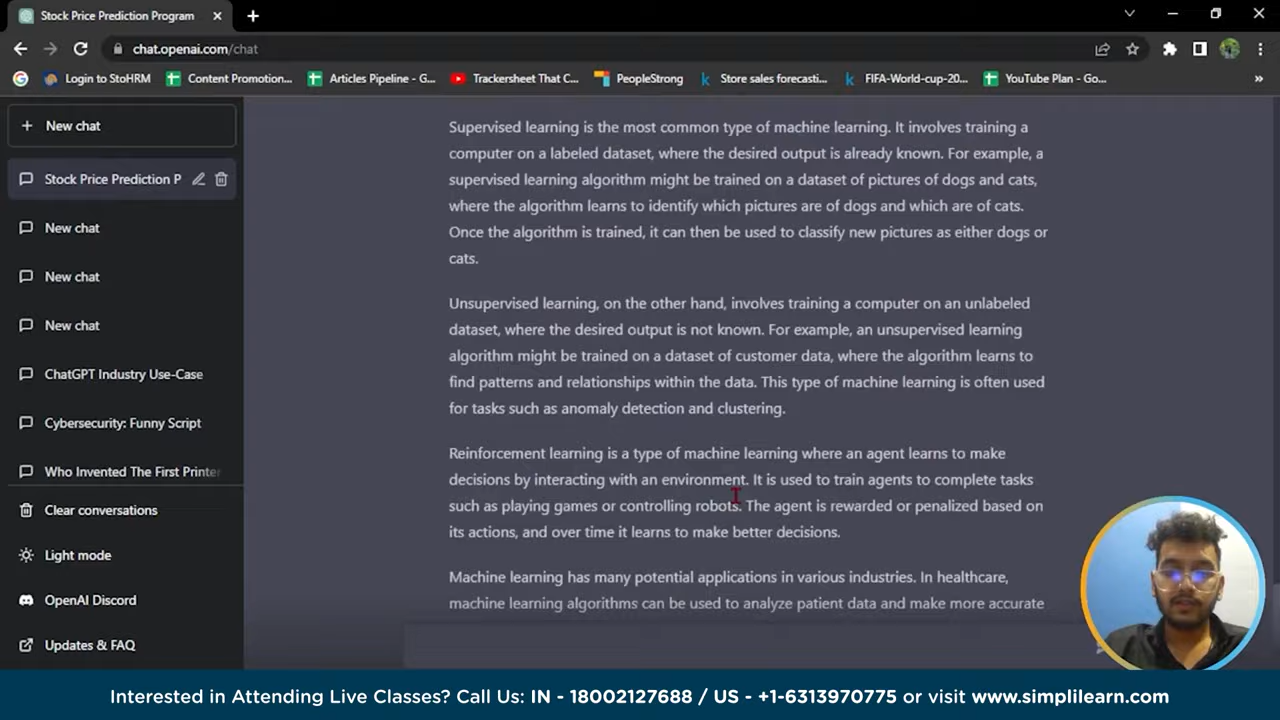 Stock Price Prediction Program
chat.openai.com/chat
Login to StoHRM
Content Promotion...
Articles Pipeline - G...
Trackersheet That C...
PeopleStrong
Store sales forecasti...
FIFA-World-cup-20...
YouTube Plan - Go...
»
New chat
Stock Price Prediction P
New chat
New chat
New chat
ChatGPT Industry Use-Case
Cybersecurity: Funny Script
Who Invented The First Printe
Clear conversations
Light mode
OpenAI Discord
Updates & FAQ
Supervised learning is the most common type of machine learning. It involves training a
computer on a labeled dataset, where the desired output is already known. For example, a
supervised learning algorithm might be trained on a dataset of pictures of dogs and cats,
where the algorithm learns to identify which pictures are of dogs and which are of cats.
Once the algorithm is trained, it can then be used to classify new pictures as either dogs or
cats.
Unsupervised learning, on the other hand, involves training a computer on an unlabeled
dataset, where the desired output is not known. For example, an unsupervised learning
algorithm might be trained on a dataset of customer data, where the algorithm learns to
find patterns and relationships within the data. This type of machine learning is often used
for tasks such as anomaly detection and clustering.
Reinforcement learning is a type of machine learning where an agent learns to make
decisions by interacting with an environment. It is used to train agents to complete tasks
such as playing games or controlling robots. The agent is rewarded or penalized based on
its actions, and over time it learns to make better decisions.
Machine learning has many potential applications in various industries. In healthcare,
machine learning algorithms can be used to analyze patient data and make more accurate
Interested in Attending Live Classes? Call Us: IN - 18002127688 / US - +1-6313970775 or visit www.simplilearn.com